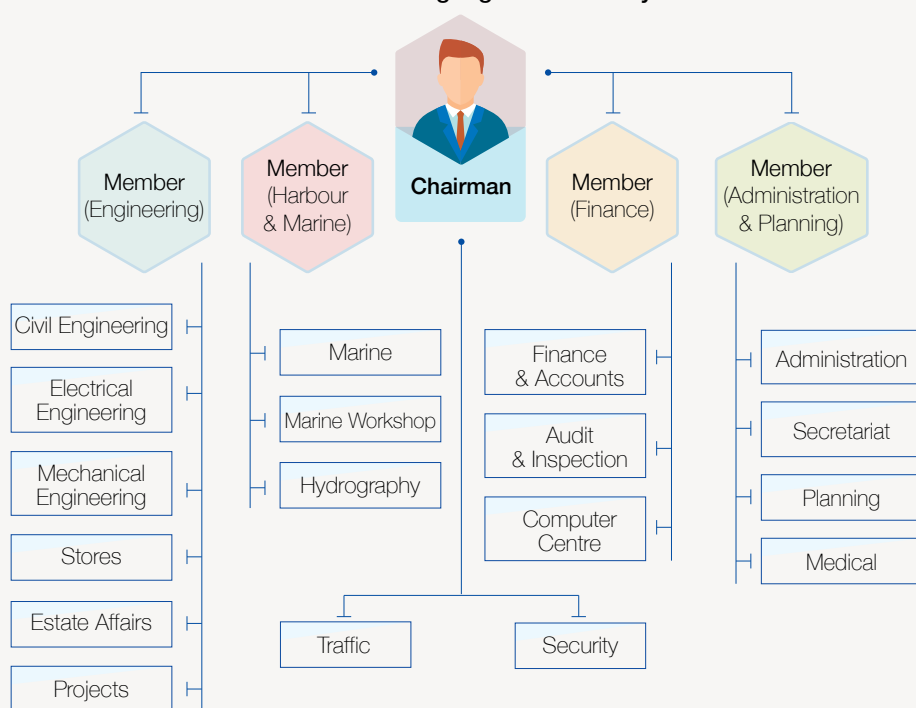 Chairman
Member
(Engineering)
Civil Engineering
Electrical
Engineering
Mechanical
Engineering
Stores
Estate Affairs
Projects
Member
(Harbour
& Marine)
Marine
Marine Workshop
Hydrography
Traffic
Security
Member
(Finance)
Finance
& Accounts
Audit
& Inspection
Computer
Centre
Member
(Administration
& Planning)
Administration
Secretariat
Planning
Medical